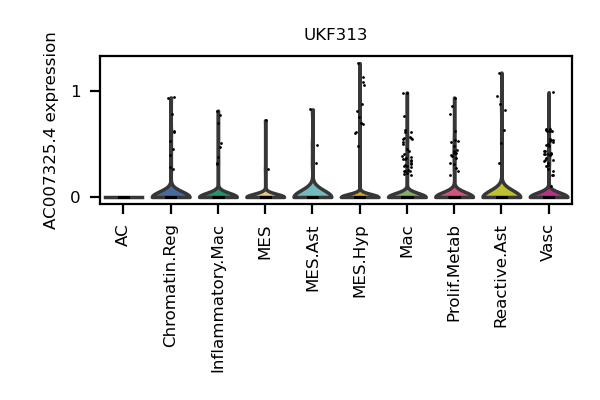 UKF313
AC007325.4 expression
1
0
AC
Chromatin.Reg
Inflammatory.Mac
MES
MES.Ast
MES.Hyp
Mac
Prolif.Metab
Reactive.Ast
Vasc